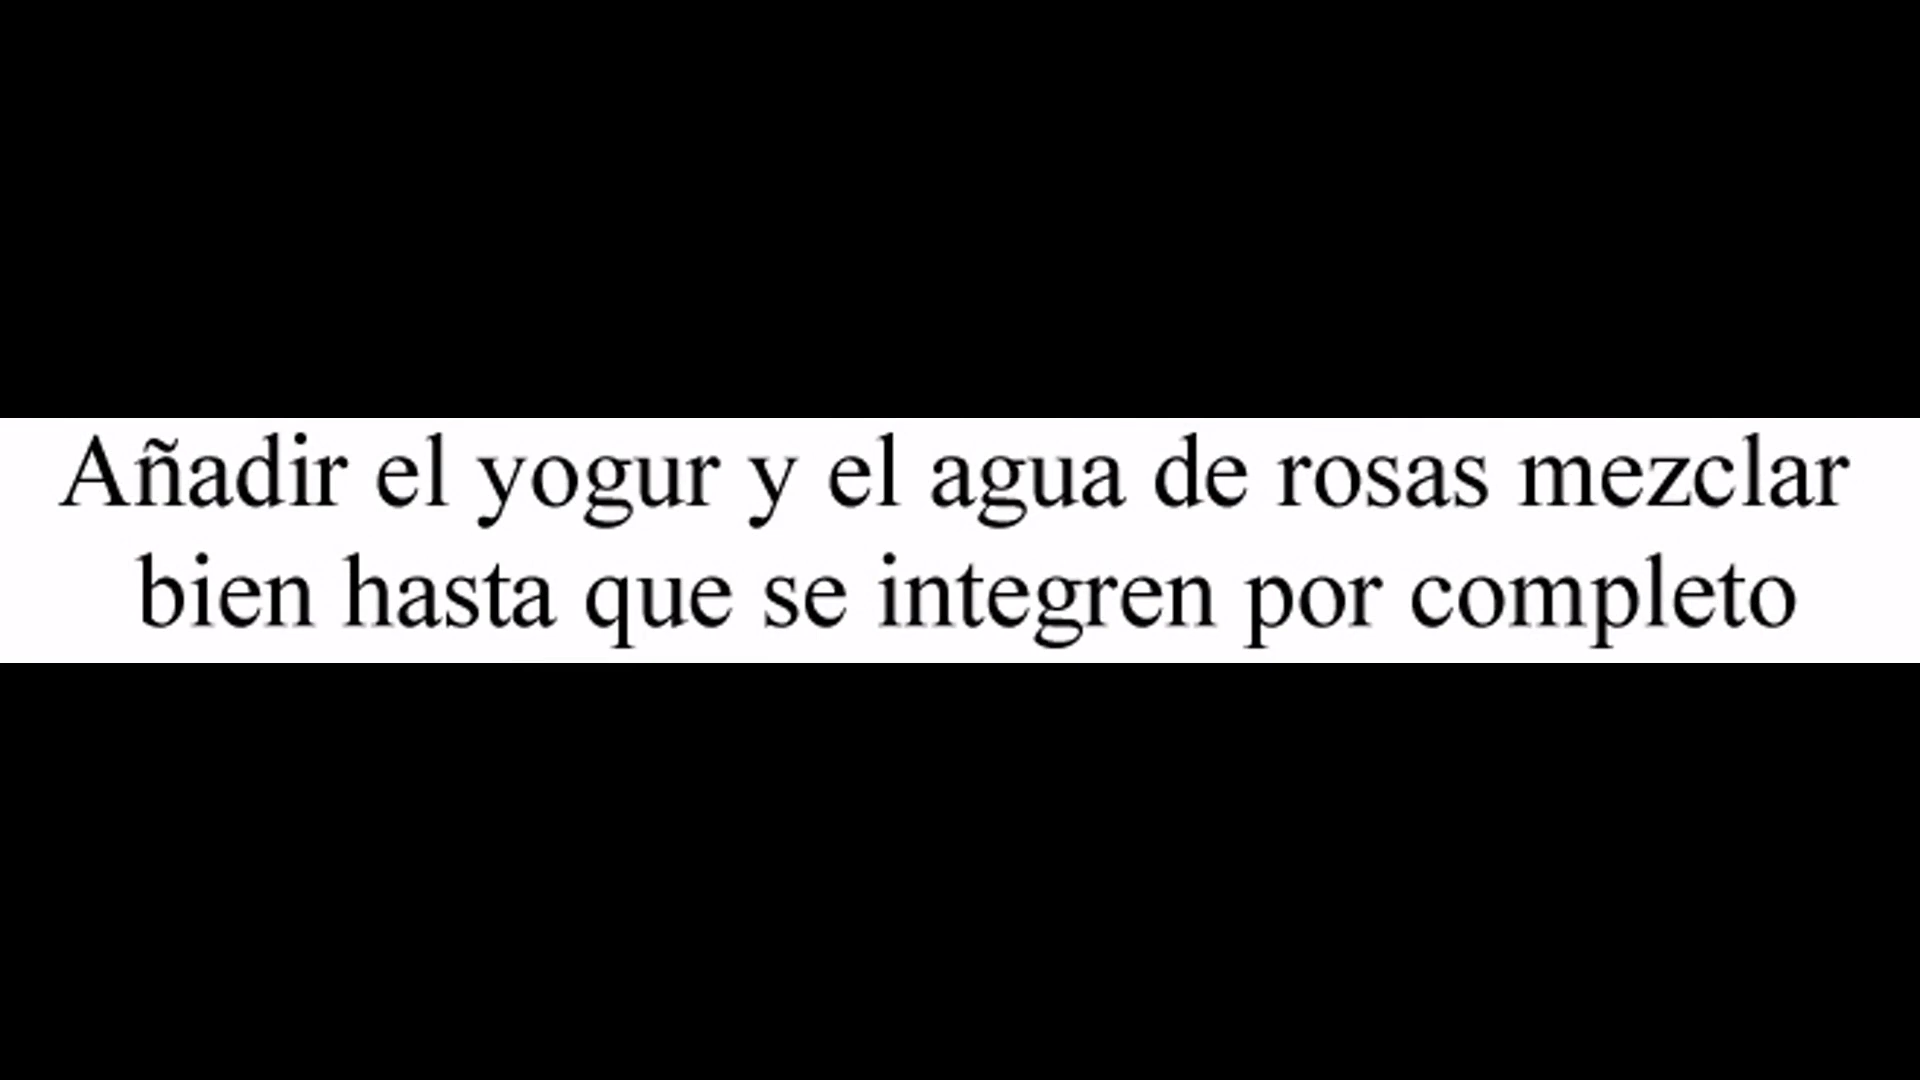 Añadir el yogur y el agua de rosas mezclar
bien hasta que se integren por completo